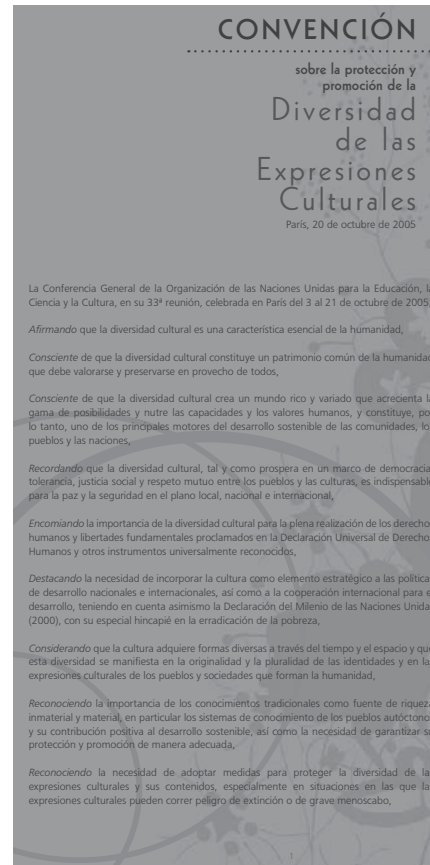 CONVENCIÓN
sobre la protección y
promoción de la
Diversidad
de las
Expresiones
Culturales
París, 20 de octubre de 2005
La Conferencia General de la Organización de las Naciones Unidas para la Educación, la
Ciencia y la Cultura, en su 33ª reunión, celebrada en París del 3 al 21 de octubre de 2005,
Afirmando que la diversidad cultural es una característica esencial de la humanidad,
Consciente de que la diversidad cultural constituye un patrimonio común de la humanidad
que debe valorarse y preservarse en provecho de todos,
Consciente de que la diversidad cultural crea un mundo rico y variado que acrecienta la
gama de posibilidades y nutre las capacidades y los valores humanos, y constituye, po
lo tanto, uno de los principales motores del desarrollo sostenible de las comunidades, lo
pueblos y las naciones,
Recordando que la diversidad cultural, tal y como prospera en un marco de democracia
tolerancia, justicia social y respeto mutuo entre los pueblos y las culturas, es indispensable
para la paz y la seguridad en el plano local, nacional e internacional,
Encomiando la importancia de la diversidad cultural para la plena realización de los derecho
humanos y libertades fundamentales proclamados en la Declaración Universal de Derecho
Humanos y otros instrumentos universalmente reconocidos,
Destacando la necesidad de incorporar la cultura como elemento estratégico a las política
de desarrollo nacionales e internacionales, así como a la cooperación internacional para e
desarrollo, teniendo en cuenta asimismo la Declaración del Milenio de las Naciones Unida
(2000), con su especial hincapié en la erradicación de la pobreza,
Considerando que la cultura adquiere formas diversas a través del tiempo y el espacio y que
esta diversidad se manifiesta en la originalidad y la pluralidad de las identidades y en la
expresiones culturales de los pueblos y sociedades que forman la humanidad,
Reconociendo la importancia de los conocimientos tradicionales como fuente de riqueza
inmaterial y material, en particular los sistemas de conocimiento de los pueblos autóctono
y su contribución positiva al desarrollo sostenible, así como la necesidad de garantizar su
protección y promoción de manera adecuada,
Reconociendo la necesidad de adoptar medidas para proteger la diversidad de la
expresiones culturales y sus contenidos, especialmente en situaciones en las que la
expresiones culturales pueden correr peligro de extinción o de grave menoscabo,
1